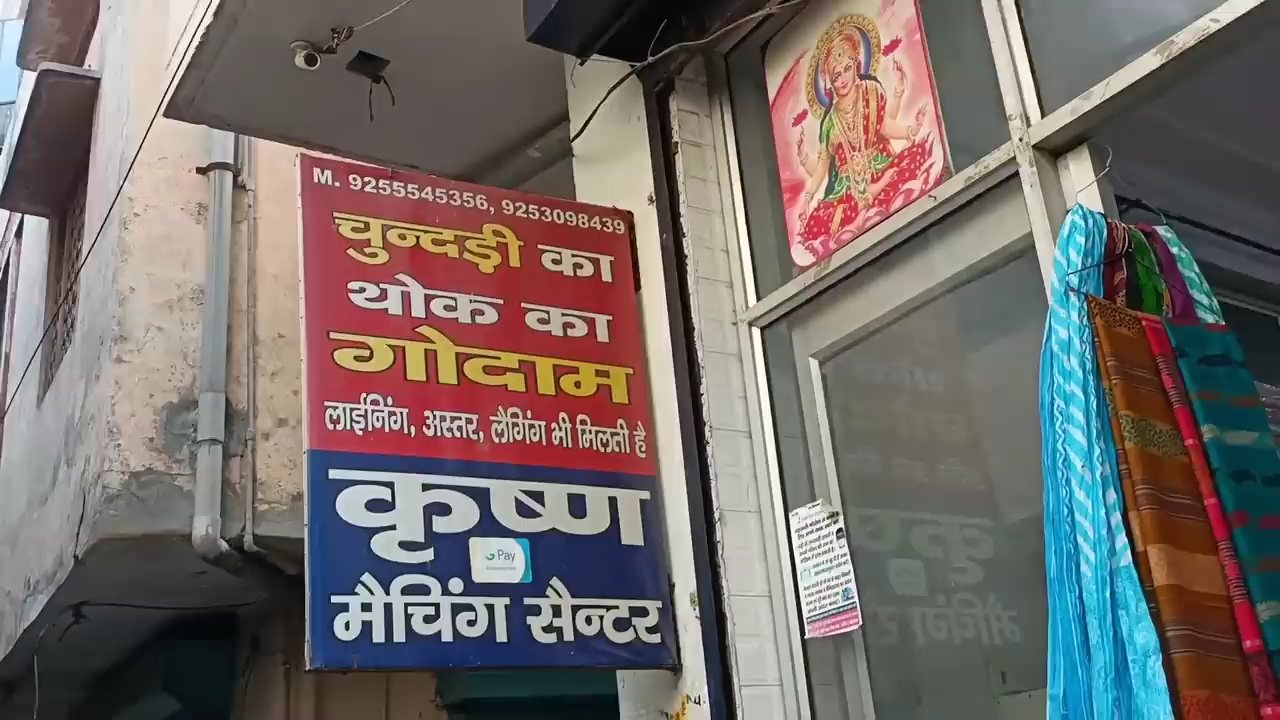 M. 9255545356, 9253098439
चुन्दड़ी का
थोक का
गोदाम
लाईनिंग, अस्तर, लैगिंग भी मिलती है
कृष्ण
G Pay
मैचिंग सैन्टर